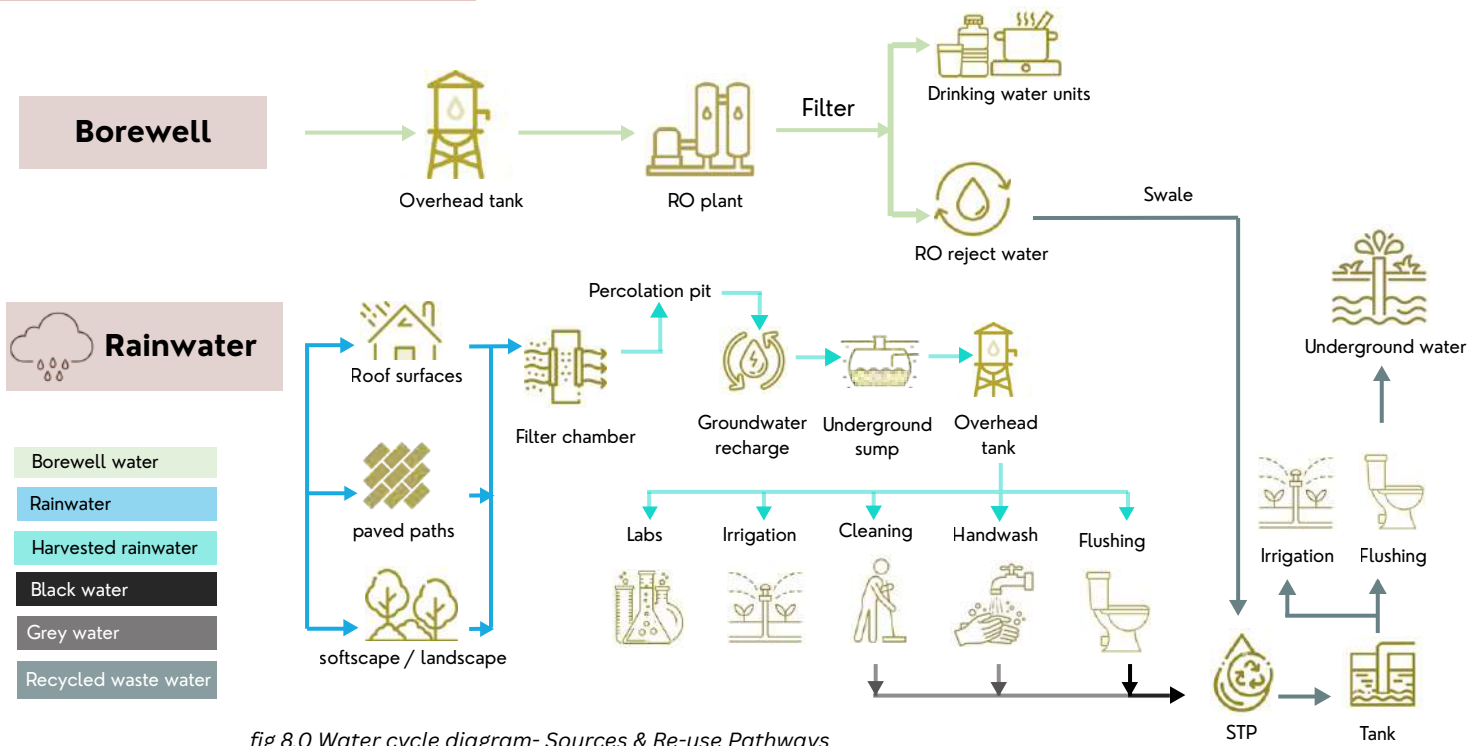 Drinking water units
Filter
Borewell
Overhead tank
RO plant
Swale
RO reject water
Percolation pit
Rainwater
Underground water
Roof surfaces
Filter chamber
Groundwater
recharge
Underground
sump
Overhead
tank
Borewell water
Rainwater
Harvested rainwater
Black water
Grey water
Recycled waste water
paved paths
softscape / landscape
Labs
Irrigation
Cleaning
Handwash
Flushing
Irrigation
Flushing
STP
Tank
fig 8.0 Water cycle diagram- Sources & Re-use Pathways